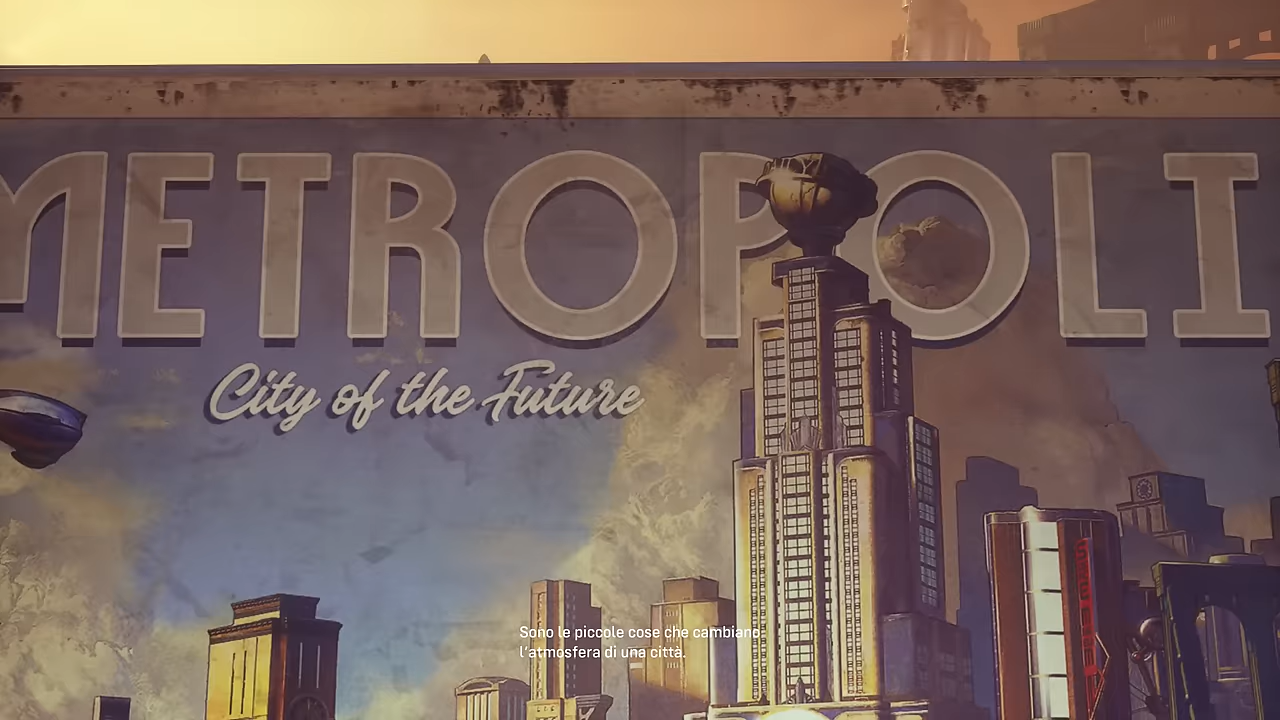 METROPOLI
City of the Future
Sono le piccole cose che cambiano
l'atmosfera di una città.